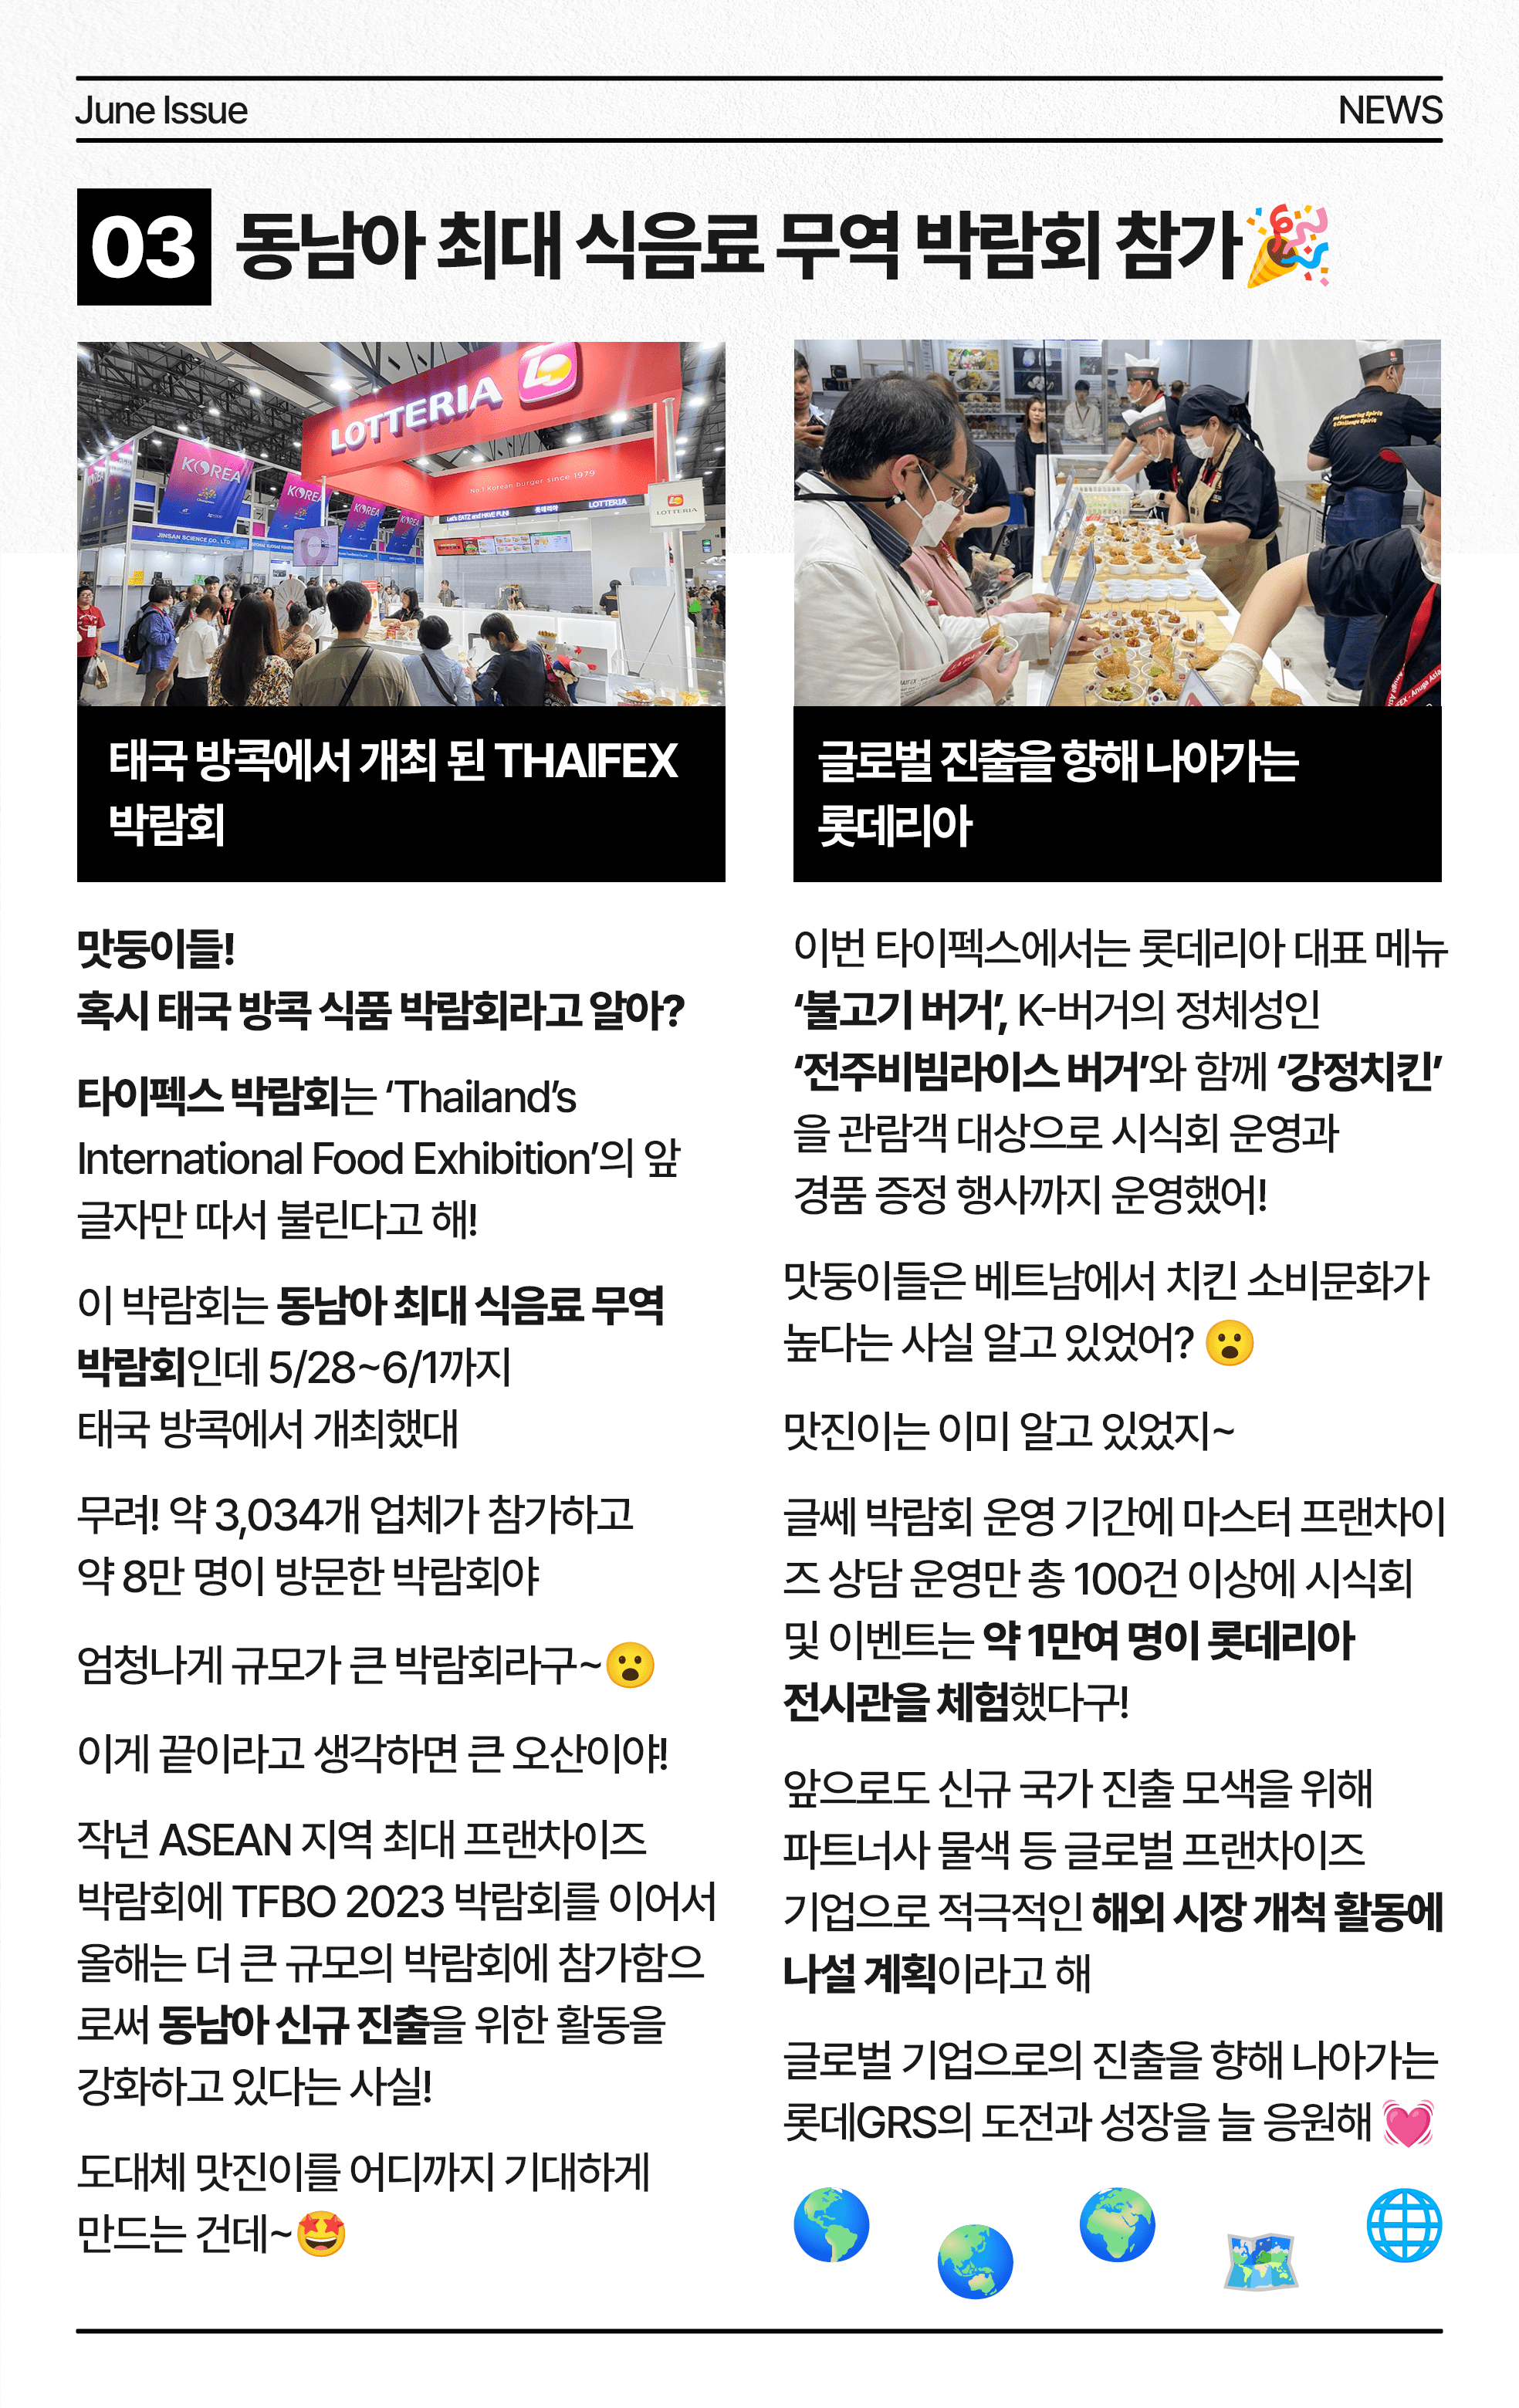 June Issue
NEWS
03
동남아 최대 식음료 무역 박람회 참가🎉
LOTTERIA
No.1 Korean burger since 1979
Let's EATZ and HAVE FUN!
롯데리아
LOTTERIA
LOTTERIA
KOREA
KOREA
KOREA
KOREA
JINSAN SCIENCE CO., LTD.
태국 방콕에서 개최 된 THAIFEX
박람회
글로벌 진출을 향해 나아가는
롯데리아
맛둥이들!
혹시 태국 방콕 식품 박람회라고 알아?
타이펙스 박람회는 ‘Thailand’s
International Food Exhibition’의 앞
글자만 따서 불린다고 해!
이 박람회는 동남아 최대 식음료 무역
박람회인데 5/28~6/1까지
태국 방콕에서 개최했대
무려! 약 3,034개 업체가 참가하고
약 8만 명이 방문한 박람회야
엄청나게 규모가 큰 박람회라구~😮
이게 끝이라고 생각하면 큰 오산이야!
작년 ASEAN 지역 최대 프랜차이즈
박람회에 TFBO 2023 박람회를 이어서
올해는 더 큰 규모의 박람회에 참가함으
로써 동남아 신규 진출을 위한 활동을
강화하고 있다는 사실!
도대체 맛진이를 어디까지 기대하게
만드는 건데~🤩
이번 타이펙스에서는 롯데리아 대표 메뉴
‘불고기 버거’, K-버거의 정체성인
‘전주비빔라이스 버거’와 함께 ‘강정치킨’
을 관람객 대상으로 시식회 운영과
경품 증정 행사까지 운영했어!
맛둥이들은 베트남에서 치킨 소비문화가
높다는 사실 알고 있었어? 😮
맛진이는 이미 알고 있었지~
글쎄 박람회 운영 기간에 마스터 프랜차이
즈 상담 운영만 총 100건 이상에 시식회
및 이벤트는 약 1만여 명이 롯데리아
전시관을 체험했다구!
앞으로도 신규 국가 진출 모색을 위해
파트너사 물색 등 글로벌 프랜차이즈
기업으로 적극적인 해외 시장 개척 활동에
나설 계획이라고 해
글로벌 기업으로의 진출을 향해 나아가는
롯데GRS의 도전과 성장을 늘 응원해 💓